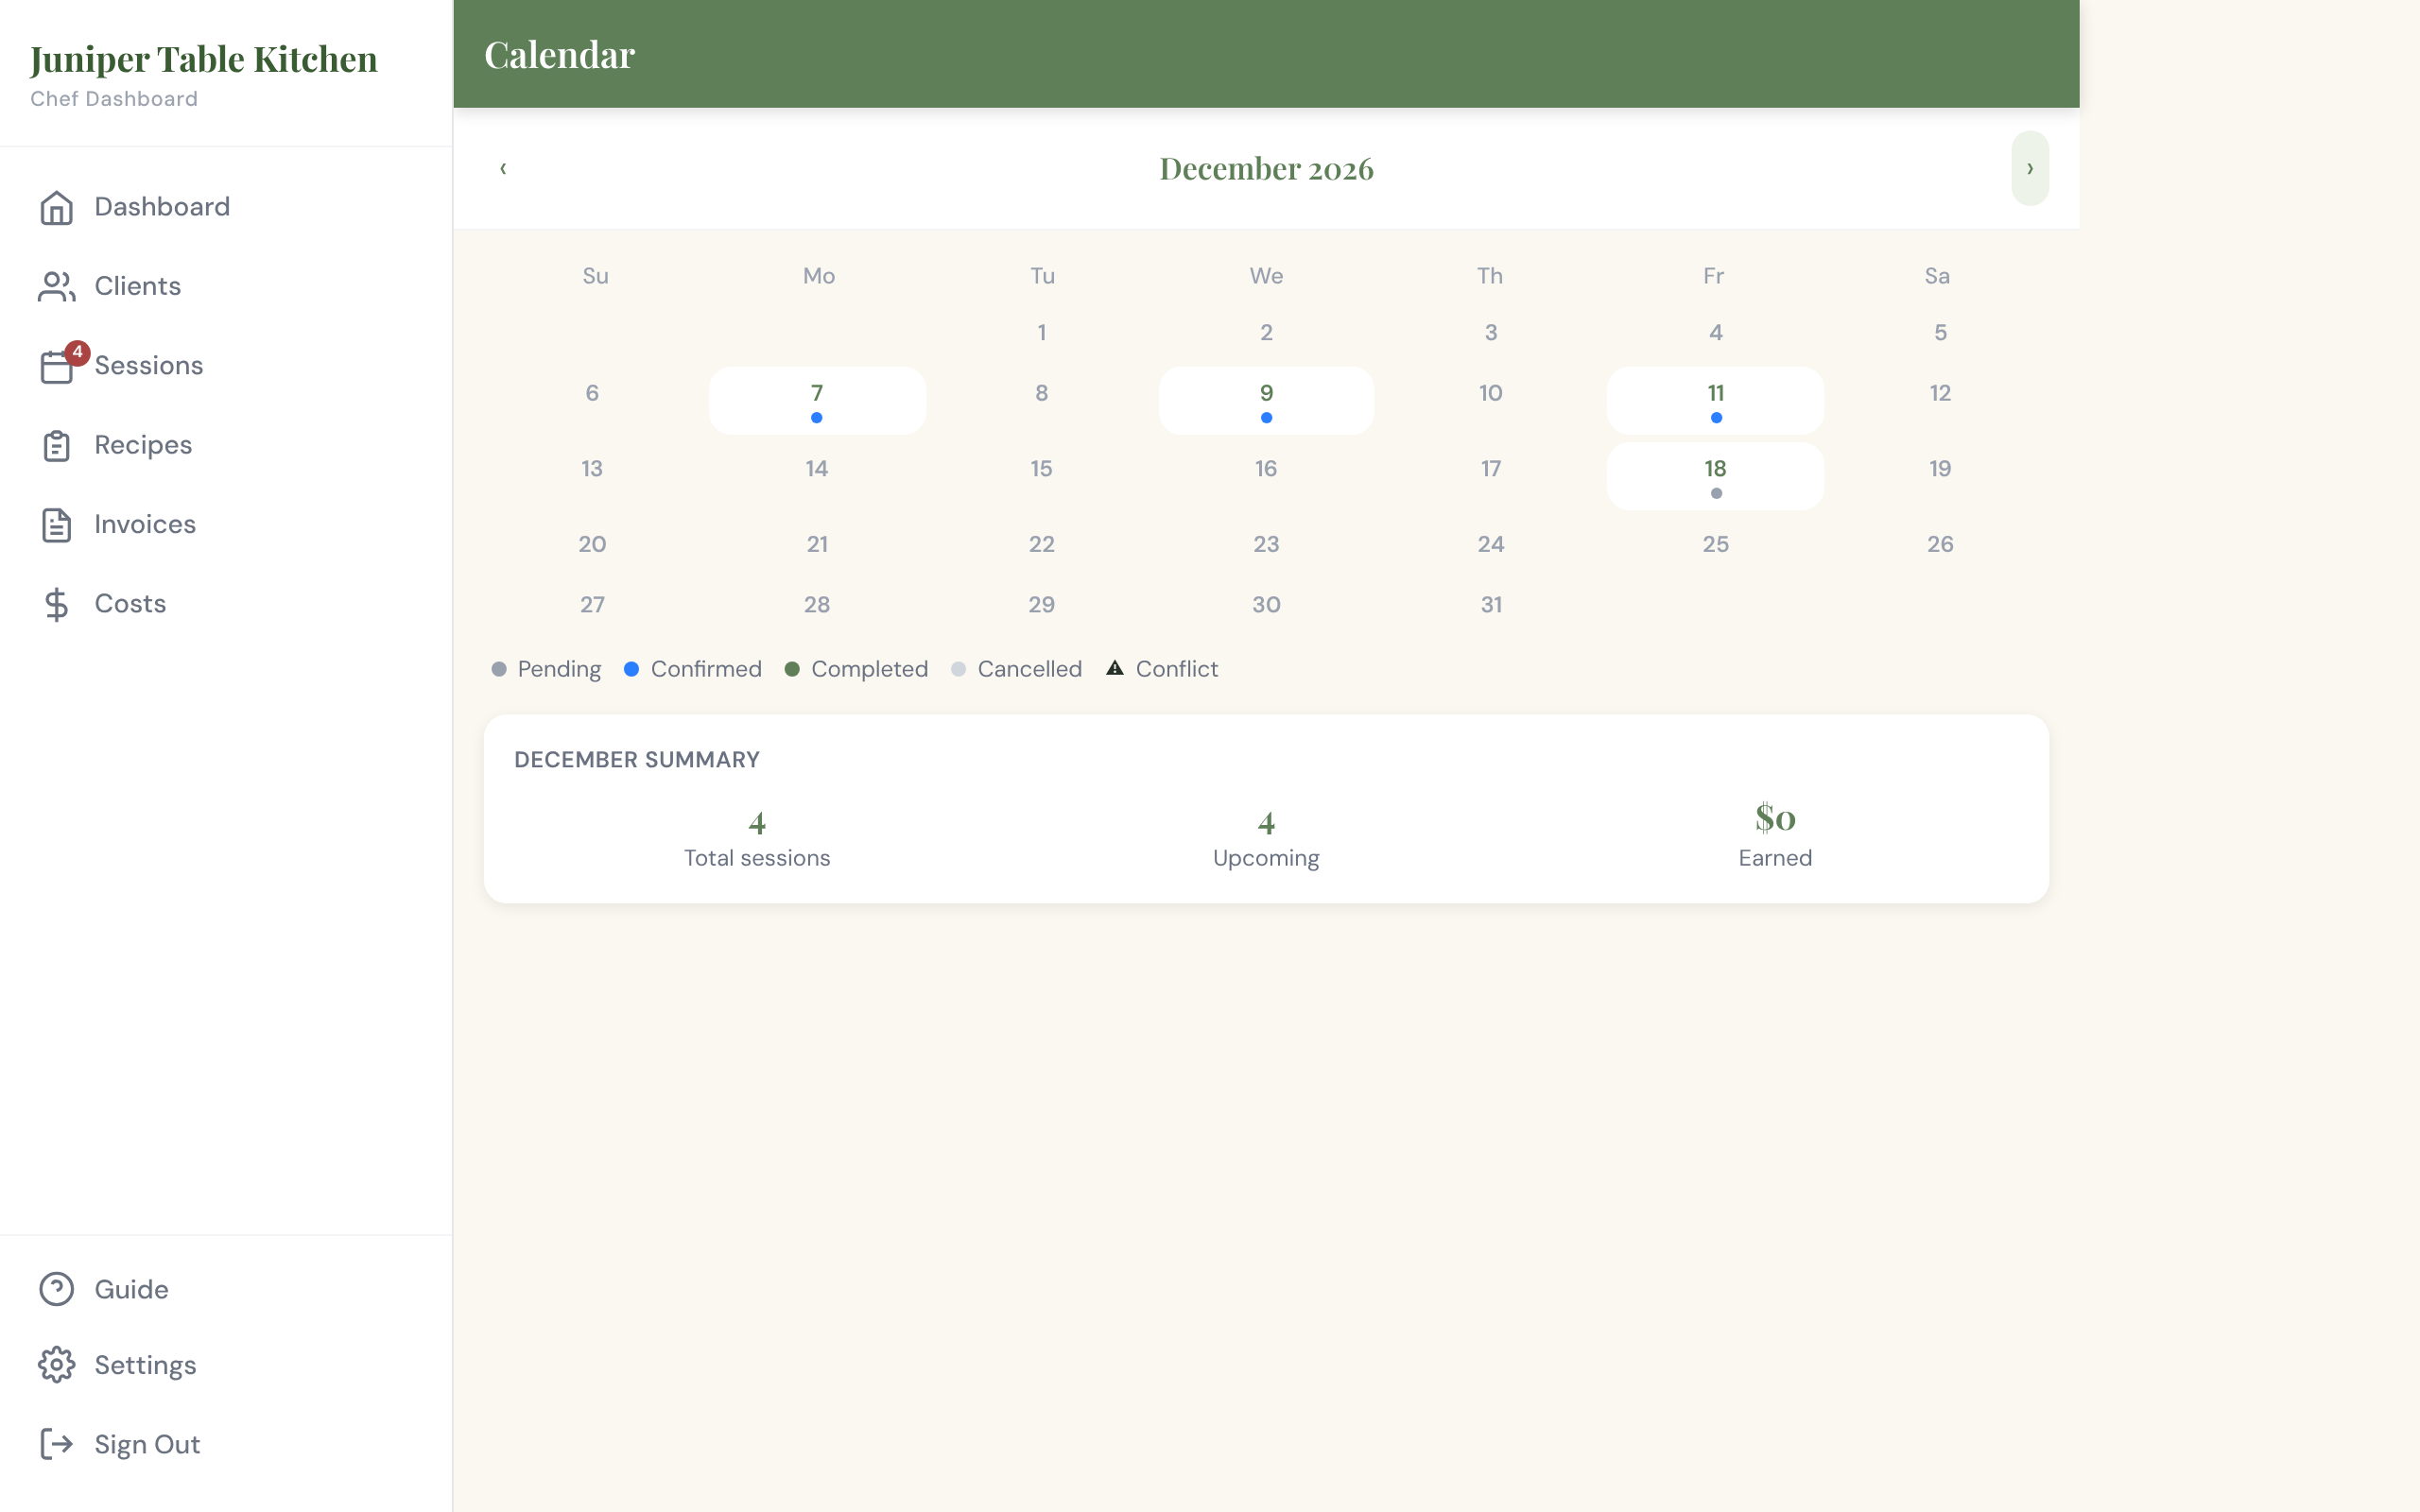 Juniper Table Kitchen
Chef Dashboard
Dashboard
Clients
4
Sessions
Recipes
Invoices
Costs
Guide
Settings
Sign Out
Calendar
‹ December 2026 ›
Su Mo Tu We Th Fr Sa
1 2 3 4 5
6 7 8 9 10 11 12
13 14 15 16 17 18 19
20 21 22 23 24 25 26
27 28 29 30 31
Pending Confirmed Completed Cancelled Conflict
DECEMBER SUMMARY
4 4 $0
Total sessions Upcoming Earned